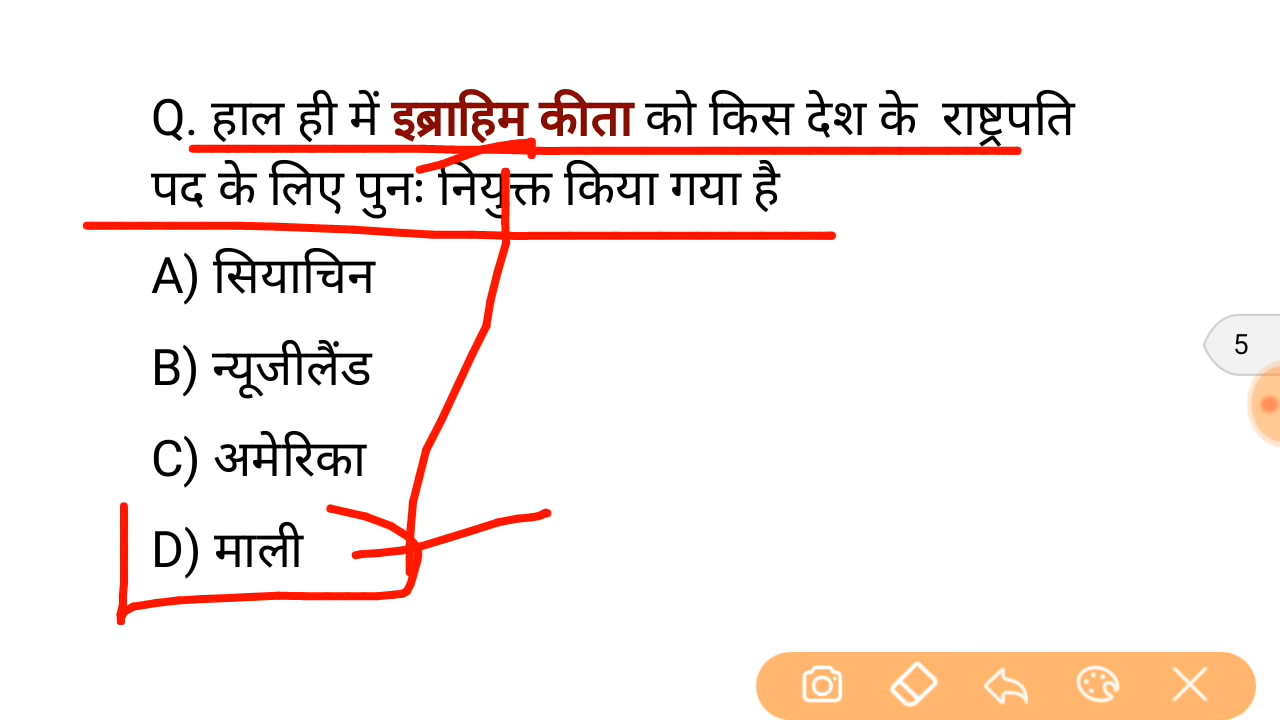 Q. हाल ही में इब्राहिम कीता को किस देश के राष्ट्रपति
पद के लिए पुनः नियुक्त किया गया है
A) सियाचिन
B) न्यूजीलैंड
C) अमेरिका
D) माली
5